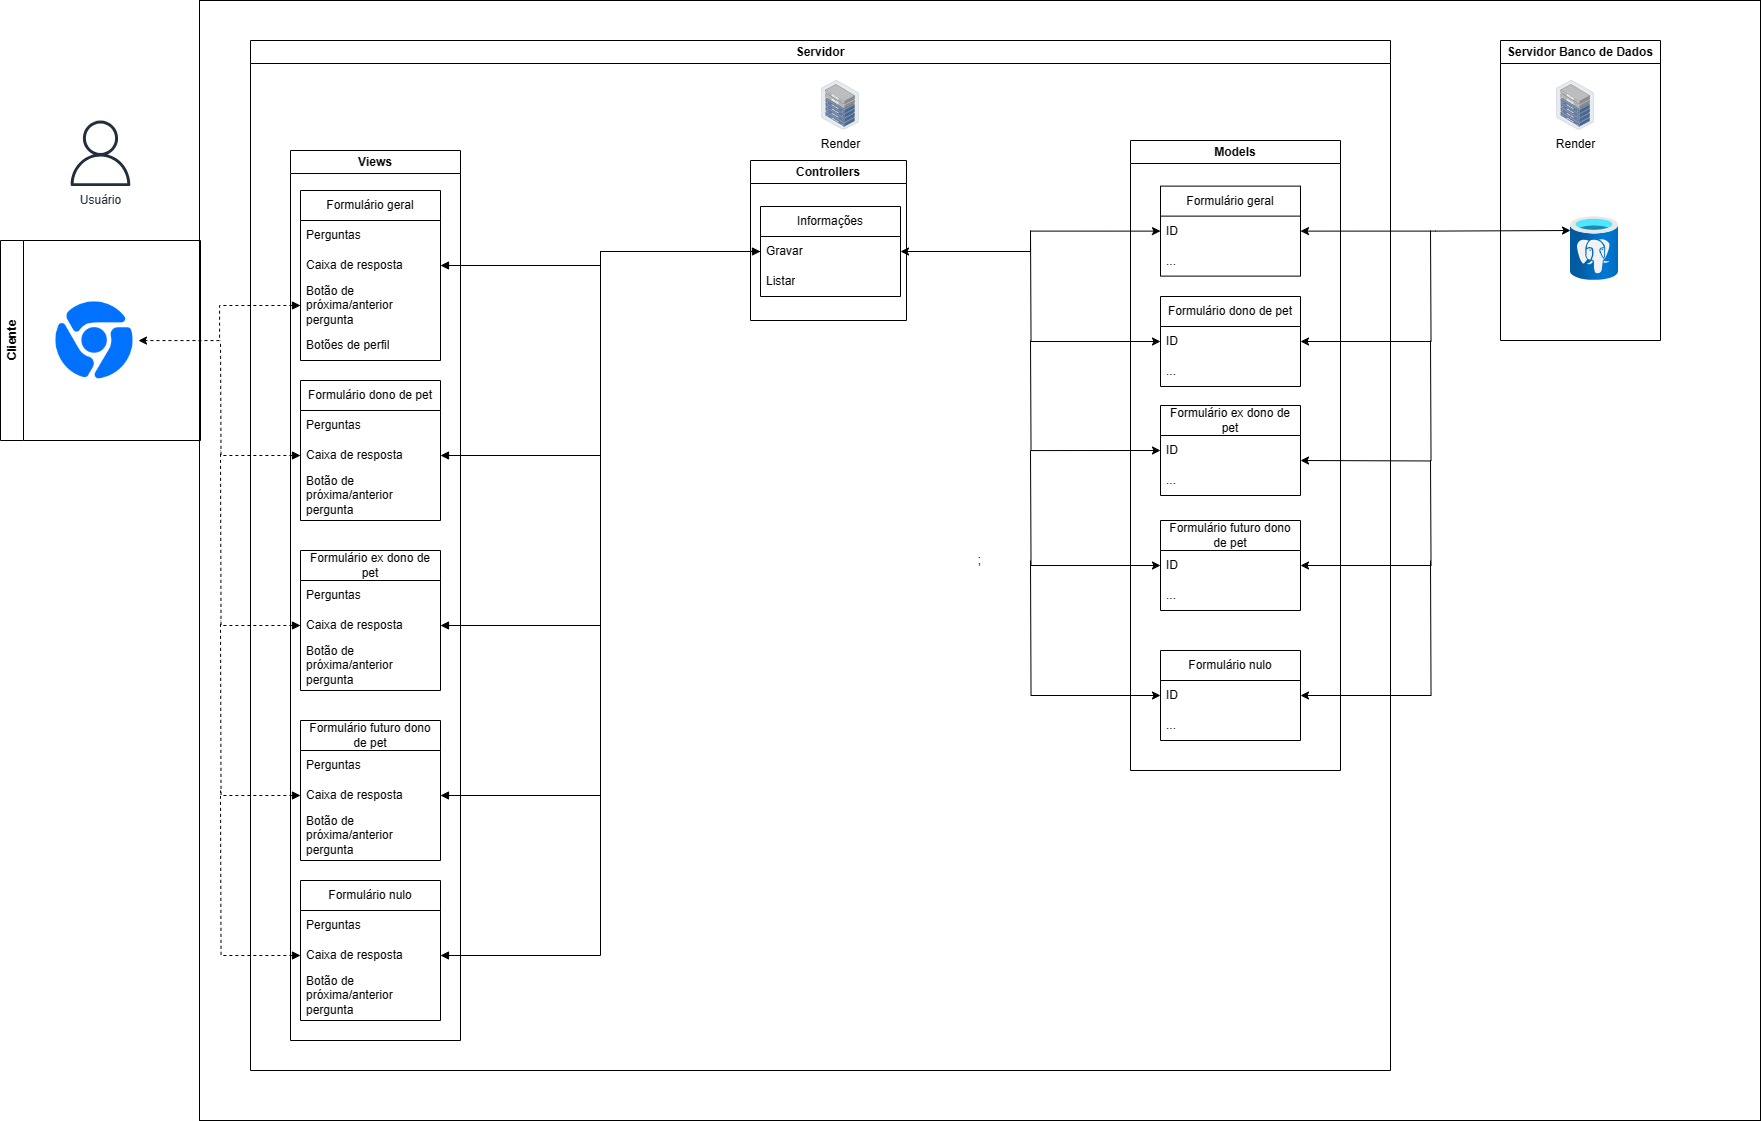 Servidor
Servidor Banco de Dados
Render
Render
Usuário
Cliente
Views
Formulário geral
Perguntas
Caixa de resposta
Botão de
próxima/anterior
pergunta
Botões de perfil
Formulário dono de pet
Perguntas
Caixa de resposta
Botão de
próxima/anterior
pergunta
Formulário ex dono de
pet
Perguntas
Caixa de resposta
Botão de
próxima/anterior
pergunta
Formulário futuro dono
de pet
Perguntas
Caixa de resposta
Botão de
próxima/anterior
pergunta
Formulário nulo
Perguntas
Caixa de resposta
Botão de
próxima/anterior
pergunta
Controllers
Informações
Gravar
Listar
;
Models
Formulário geral
ID
...
Formulário dono de pet
ID
...
Formulário ex dono de
pet
ID
...
Formulário futuro dono
de pet
ID
...
Formulário nulo
ID
...